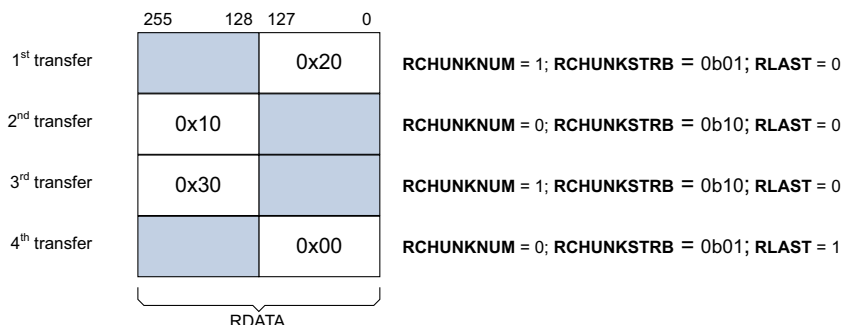 255 128 127 0
1st transfer 0x20 RCHUNKNUM = 1; RCHUNKSTRB = 0b01; RLAST = 0
2nd transfer 0x10 RCHUNKNUM = 0; RCHUNKSTRB = 0b10; RLAST = 0
3rd transfer 0x30 RCHUNKNUM = 1; RCHUNKSTRB = 0b10; RLAST = 0
4th transfer 0x00 RCHUNKNUM = 0; RCHUNKSTRB = 0b01; RLAST = 1
RDATA